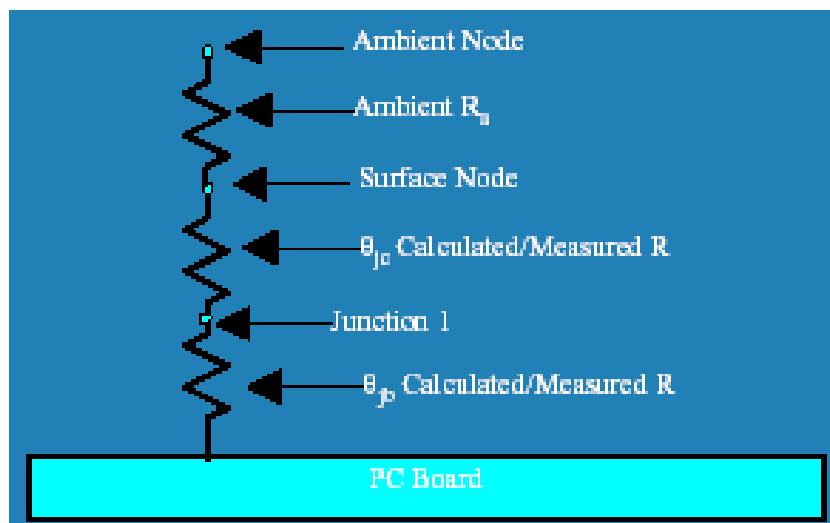 Ambient Node
Ambient Rₐ
Surface Node
θjc Calculated/Measured R
Junction 1
θjb Calculated/Measured R
PC Board